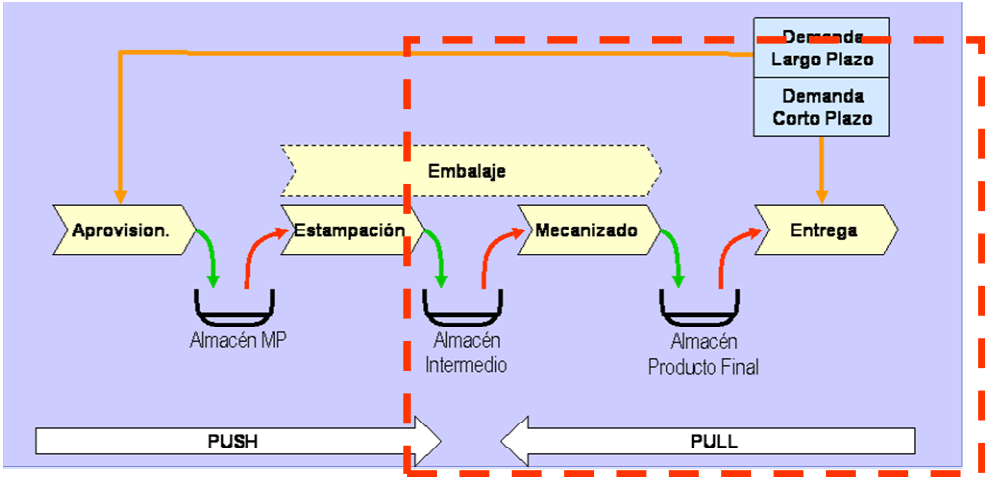 Demanda
Largo Plazo
Demanda
Corto Plazo
Embalaje
Aprovision.
Estampación
Mecanizado
Entrega
Almacén MP
Almacén
Intermedio
Almacén
Producto Final
PUSH
PULL